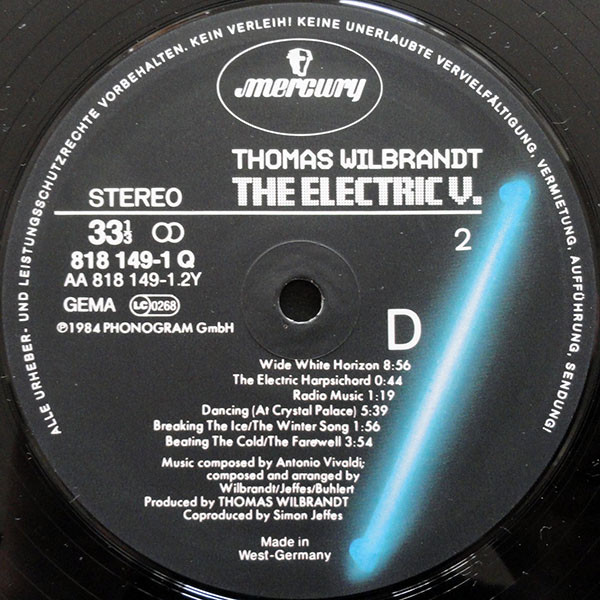 ALLE URHEBER- UND LEISTUNGSSCHUTZRECHTE VORBEHALTEN. KEIN VERLEIH! KEINE UNERLAUBTE VERVIELFÄLTIGUNG, VERMIETUNG, AUFFÜHRUNG, SENDUNG!
mercury
THOMAS WILBRANDT
THE ELECTRIC V.
STEREO
33 1/3
2
818 149-1 Q
AA 818 149-1.2Y
GEMA LC 0268
℗1984 PHONOGRAM GmbH
D
Wide White Horizon 8:56
The Electric Harpsichord 0:44
Radio Music 1:19
Dancing (At Crystal Palace) 5:39
Breaking The Ice/The Winter Song 1:56
Beating The Cold/The Farewell 3:54
Music composed by Antonio Vivaldi;
composed and arranged by
Wilbrandt/Jeffes/Buhlert
Produced by THOMAS WILBRANDT
Coproduced by Simon Jeffes
Made in
West-Germany